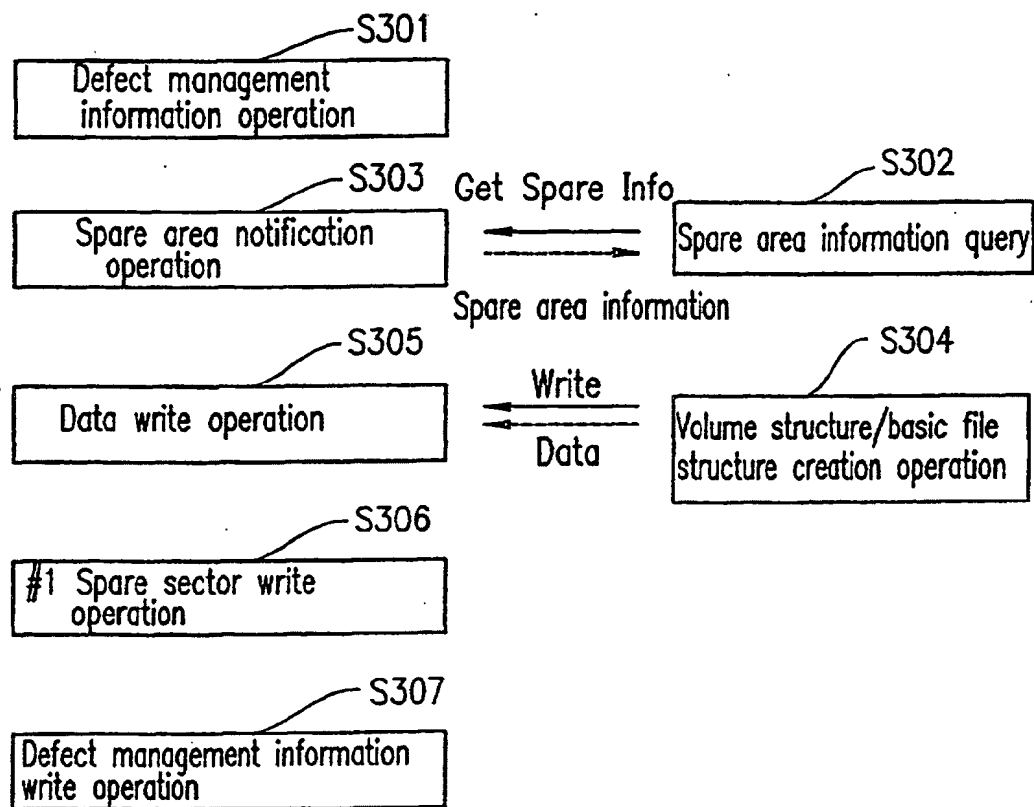 S301
Defect management
information operation
S303
Spare area notification
operation
Get Spare Info
Spare area information
S302
Spare area information query
S305
Data write operation
Write
Data
S304
Volume structure/basic file
structure creation operation
S306
#1 Spare sector write
operation
S307
Defect management information
write operation